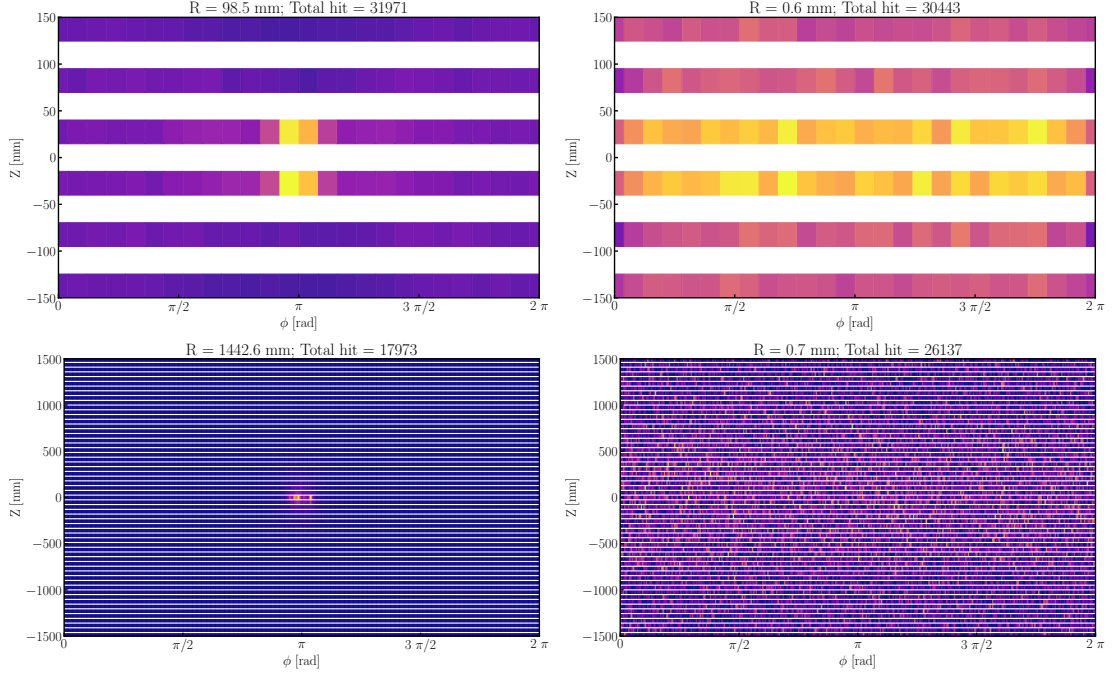 R = 98.5 mm; Total hit = 31971
150
100
50
0
−50
−100
−150
Z [mm]
0
π/2
π
3 π/2
2 π
ϕ [rad]
R = 0.6 mm; Total hit = 30443
150
100
50
0
−50
−100
−150
Z [mm]
0
π/2
π
3 π/2
2 π
ϕ [rad]
R = 1442.6 mm; Total hit = 17973
1500
1000
500
0
−500
−1000
−1500
Z [mm]
0
π/2
π
3 π/2
2 π
ϕ [rad]
R = 0.7 mm; Total hit = 26137
1500
1000
500
0
−500
−1000
−1500
Z [mm]
0
π/2
π
3 π/2
2 π
ϕ [rad]